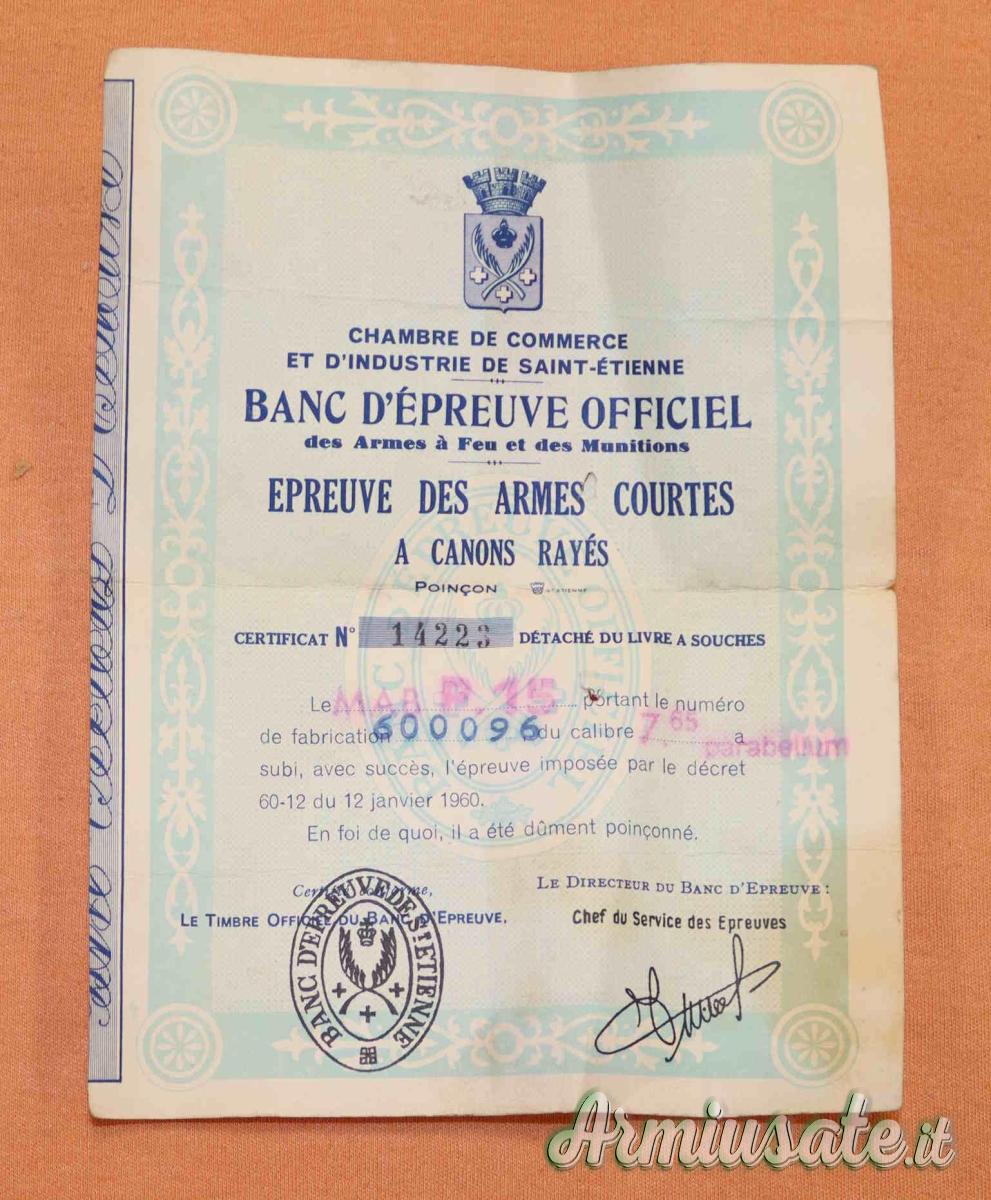 CHAMBRE DE COMMERCE
ET D'INDUSTRIE DE SAINT-ÉTIENNE
BANC D'ÉPREUVE OFFICIEL
des Armes à Feu et des Munitions
EPREUVE DES ARMES COURTES
A CANONS RAYÉS
POINÇON ST ETIENNE
CERTIFICAT N° 14223 DÉTACHÉ DU LIVRE A SOUCHES
Le MAB P.15 portant le numéro
de fabrication 600096 du calibre 7,65 parabellum a
subi, avec succès, l'épreuve imposée par le décret
60-12 du 12 janvier 1960.
En foi de quoi, il a été dûment poinçonné.
Certifié conforme,
LE TIMBRE OFFICIEL DU BANC D'EPREUVE.
LE DIRECTEUR DU BANC D'EPREUVE :
Chef du Service des Epreuves
BANC D'EPREUVE DE ST ETIENNE
Armiusate.it